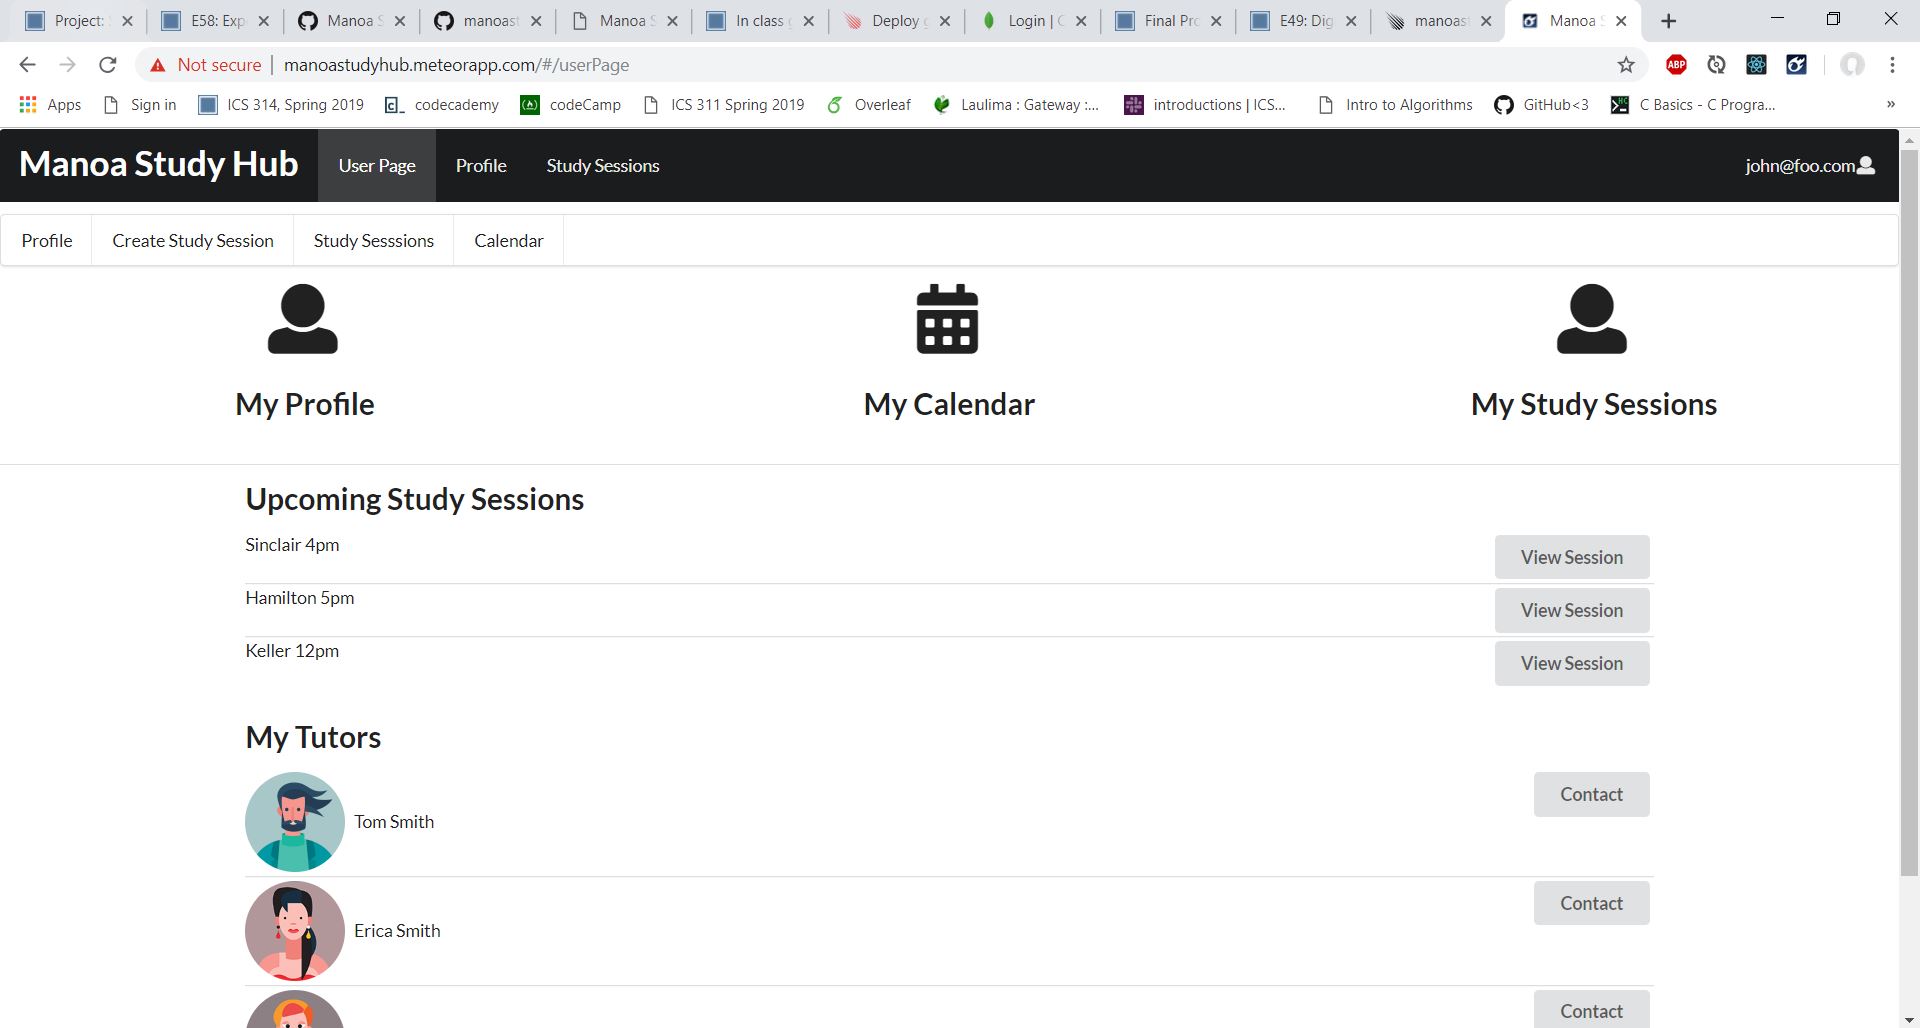 Project: S
E58: Exp
Manoa S
manoast
Manoa S
In class g
Deploy g
Login | C
Final Pro
E49: Dig
manoast
Manoa S
Not secure | manoastudyhub.meteorapp.com/#/userPage
ABP
Apps Sign in ICS 314, Spring 2019 codecademy codeCamp ICS 311 Spring 2019 Overleaf Laulima : Gateway :... introductions | ICS... Intro to Algorithms GitHub<3 C Basics - C Progra... »
Manoa Study Hub User Page Profile Study Sessions john@foo.com
Profile Create Study Session Study Sesssions Calendar
My Profile My Calendar My Study Sessions
Upcoming Study Sessions
Sinclair 4pm View Session
Hamilton 5pm View Session
Keller 12pm View Session
My Tutors
Tom Smith Contact
Erica Smith Contact
Contact